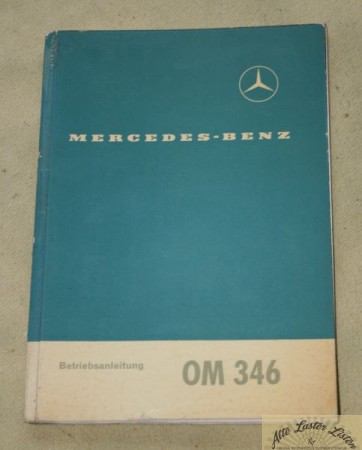 MERCEDES-BENZ
Betriebsanleitung OM 346
Alte Laster Listen